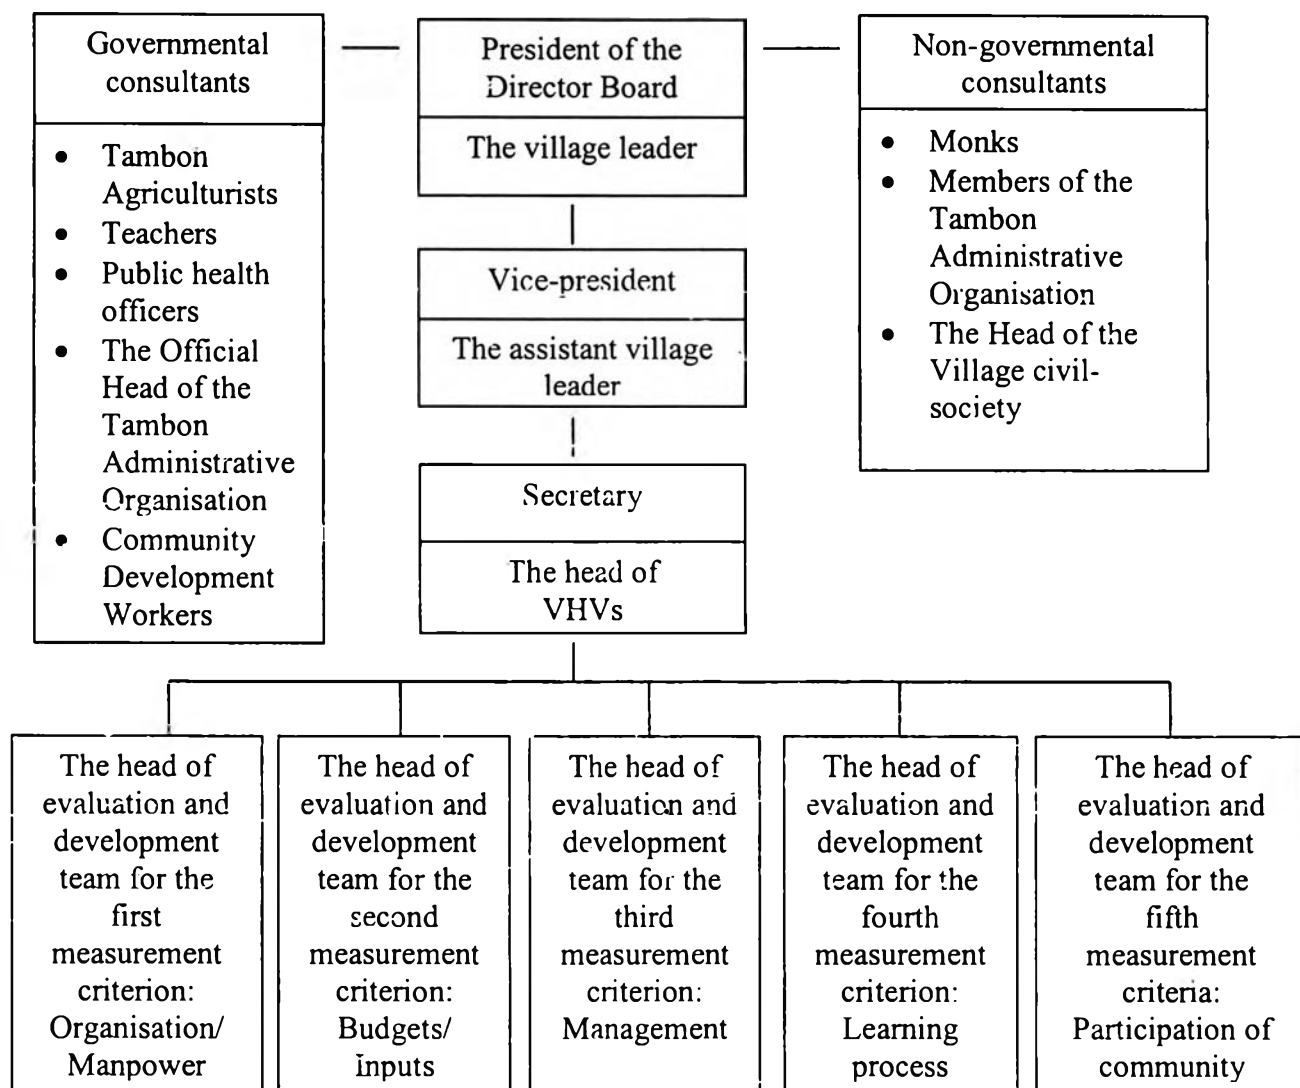 Governmental
consultants
• Tambon
Agriculturists
• Teachers
• Public health
officers
• The Official
Head of the
Tambon
Administrative
Organisation
• Community
Development
Workers
President of the
Director Board
The village leader
Vice-president
The assistant village
leader
Secretary
The head of
VHVs
Non-governmental
consultants
• Monks
• Members of the
Tambon
Administrative
Organisation
• The Head of the
Village civil-
society
The head of
evaluation and
development
team for the
first
measurement
criterion:
Organisation/
Manpower
The head of
evaluation and
development
team for the
second
measurement
criterion:
Budgets/
Inputs
The head of
evaluation and
development
team for the
third
measurement
criterion:
Management
The head of
evaluation and
development
team for the
fourth
measurement
criterion:
Learning
process
The head of
evaluation and
development
team for the
fifth
measurement
criteria:
Participation of
community